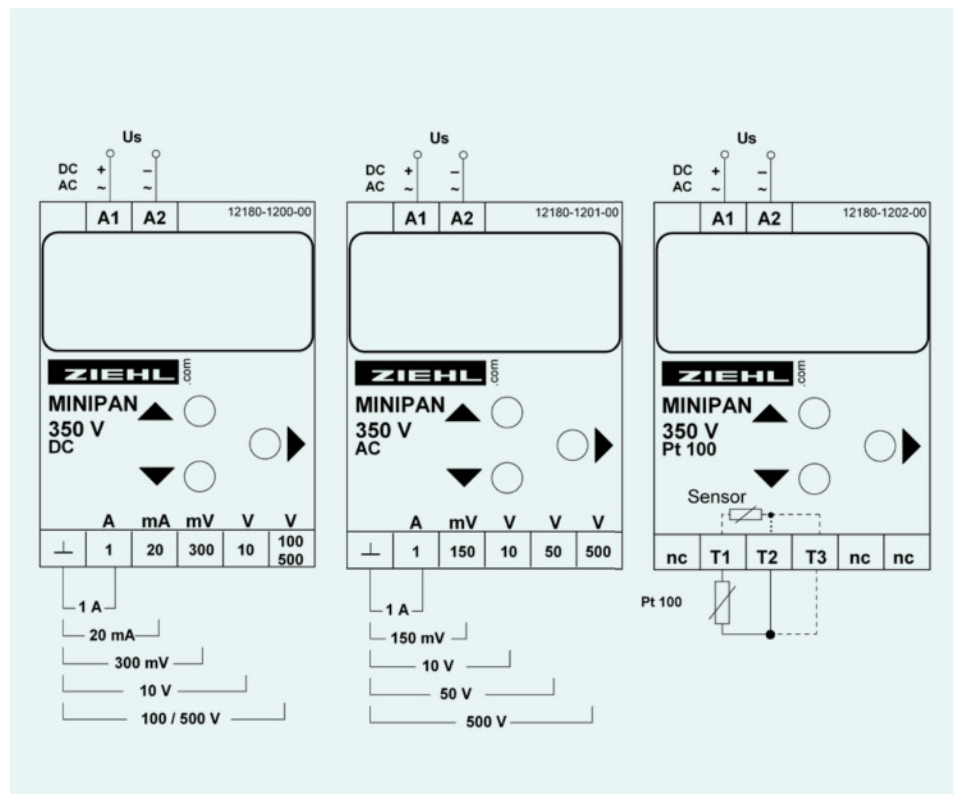 Us
DC + −
AC ~ ~
A1 A2 12180-1200-00
ZIEHL .com
MINIPAN
350 V
DC
A mA mV V V
⊥ 1 20 300 10 100 500
1 A
20 mA
300 mV
10 V
100 / 500 V
Us
DC + −
AC ~ ~
A1 A2 12180-1201-00
ZIEHL .com
MINIPAN
350 V
AC
A mV V V V
⊥ 1 150 10 50 500
1 A
150 mV
10 V
50 V
500 V
Us
DC + −
AC ~ ~
A1 A2 12180-1202-00
ZIEHL .com
MINIPAN
350 V
Pt 100
Sensor
nc T1 T2 T3 nc nc
Pt 100